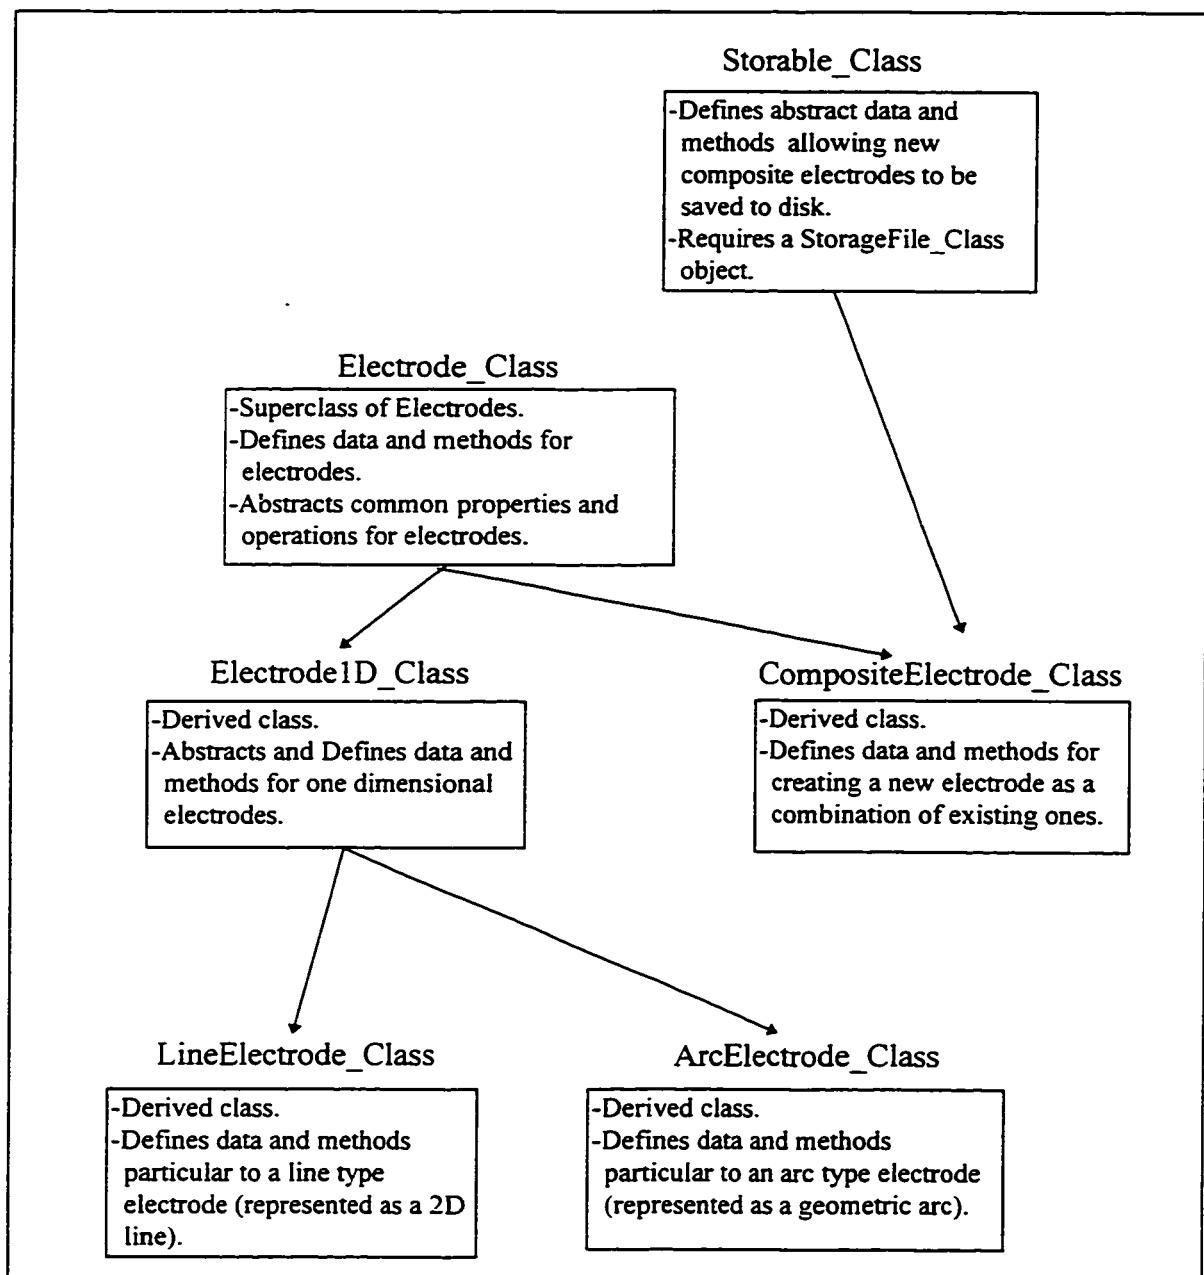 Storable_Class
-Defines abstract data and
methods allowing new
composite electrodes to be
saved to disk.
-Requires a StorageFile_Class
object.
Electrode_Class
-Superclass of Electrodes.
-Defines data and methods for
electrodes.
-Abstracts common properties and
operations for electrodes.
Electrode1D_Class
-Derived class.
-Abstracts and Defines data and
methods for one dimensional
electrodes.
CompositeElectrode_Class
-Derived class.
-Defines data and methods for
creating a new electrode as a
combination of existing ones.
LineElectrode_Class
-Derived class.
-Defines data and methods
particular to a line type
electrode (represented as a 2D
line).
ArcElectrode_Class
-Derived class.
-Defines data and methods
particular to an arc type electrode
(represented as a geometric arc).